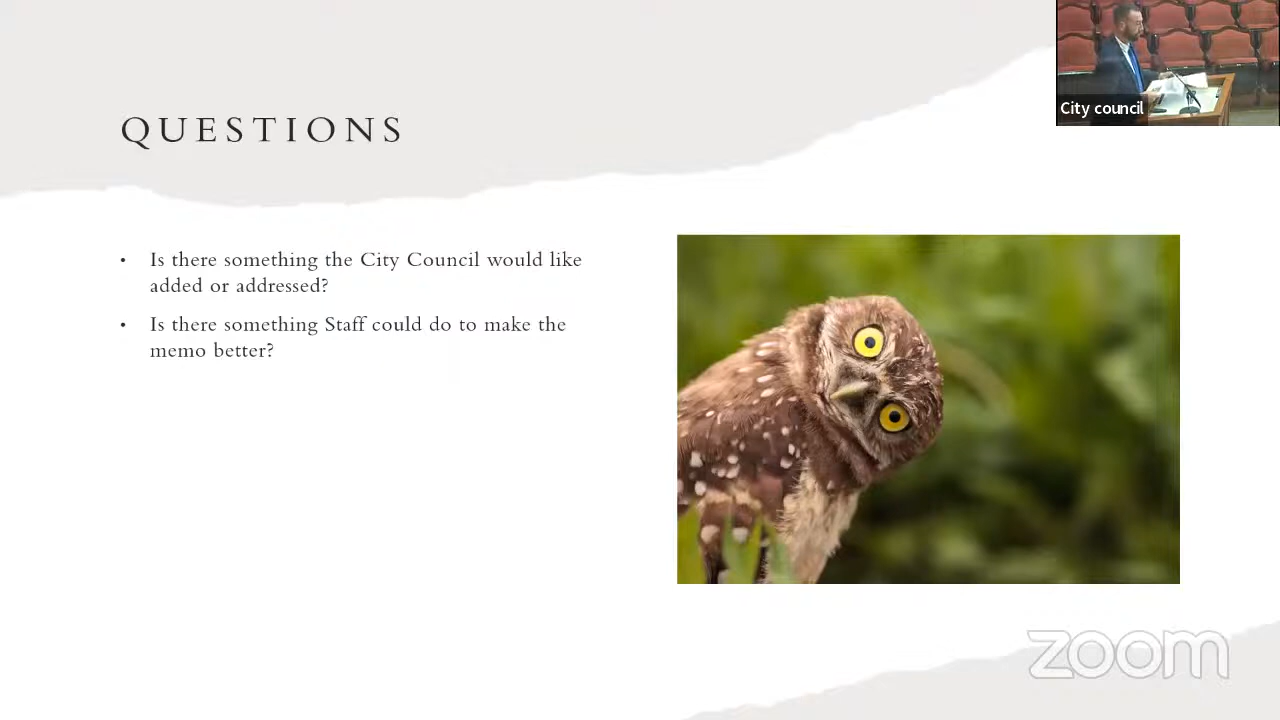 QUESTIONS
• Is there something the City Council would like
added or addressed?
• Is there something Staff could do to make the
memo better?
City council
zoom